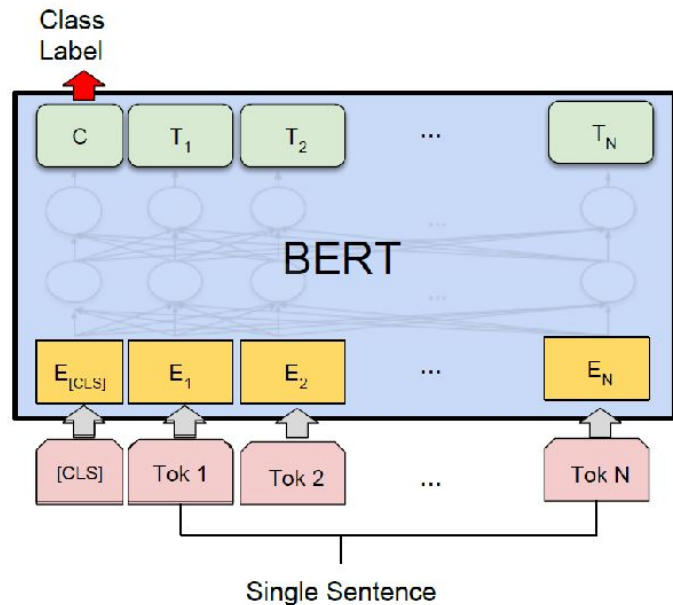 Class
Label
C T1 T2 ... TN
...
BERT
...
E[CLS] E1 E2 ... EN
[CLS] Tok 1 Tok 2 ... Tok N
Single Sentence